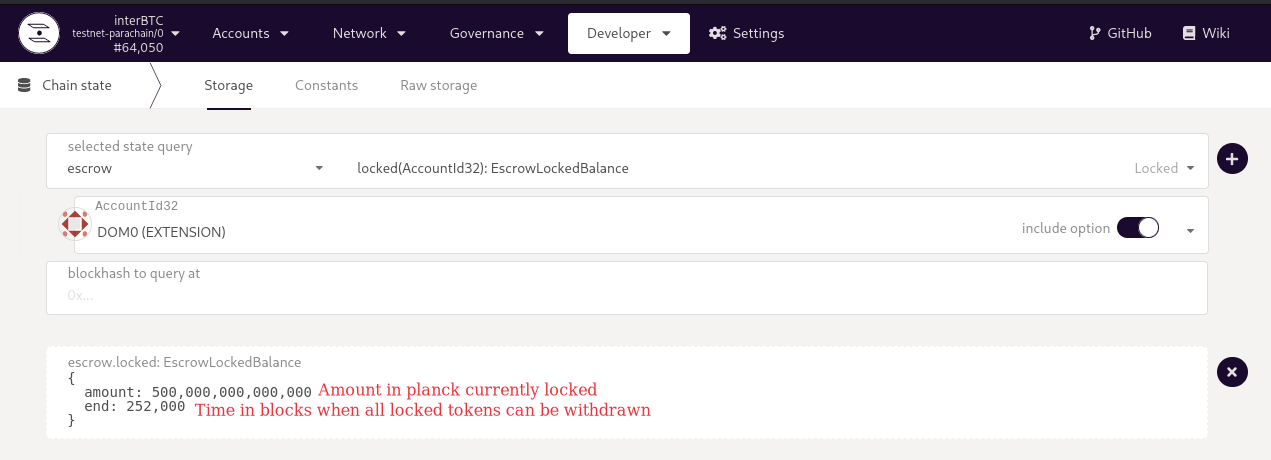 interBTC
testnet-parachain/0
#64,050
Accounts
Network
Governance
Developer
Settings
GitHub
Wiki
Chain state
Storage
Constants
Raw storage
selected state query
escrow
locked(AccountId32): EscrowLockedBalance
Locked
AccountId32
DOM0 (EXTENSION)
include option
blockhash to query at
0x...
escrow.locked: EscrowLockedBalance
{
amount: 500,000,000,000,000 Amount in planck currently locked
end: 252,000 Time in blocks when all locked tokens can be withdrawn
}